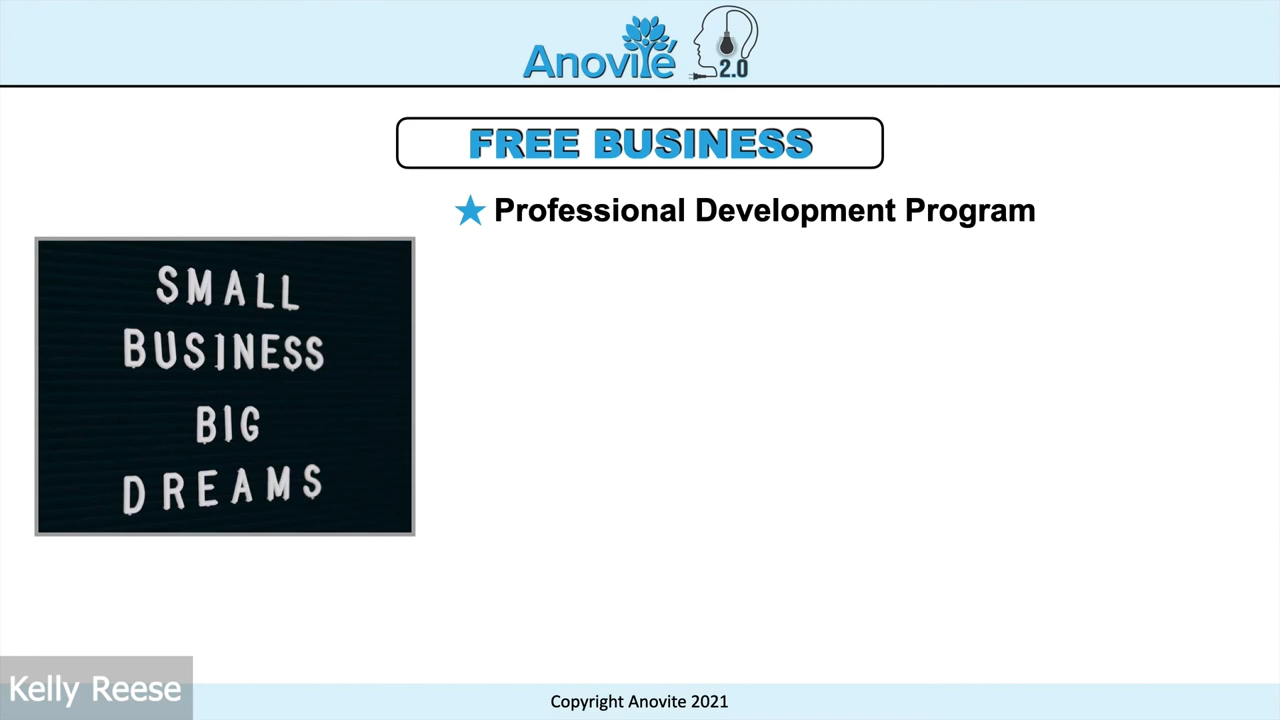 Anovite
2.0
FREE BUSINESS
Professional Development Program
SMALL
BUSINESS
BIG
DREAMS
Kelly Reese
Copyright Anovite 2021